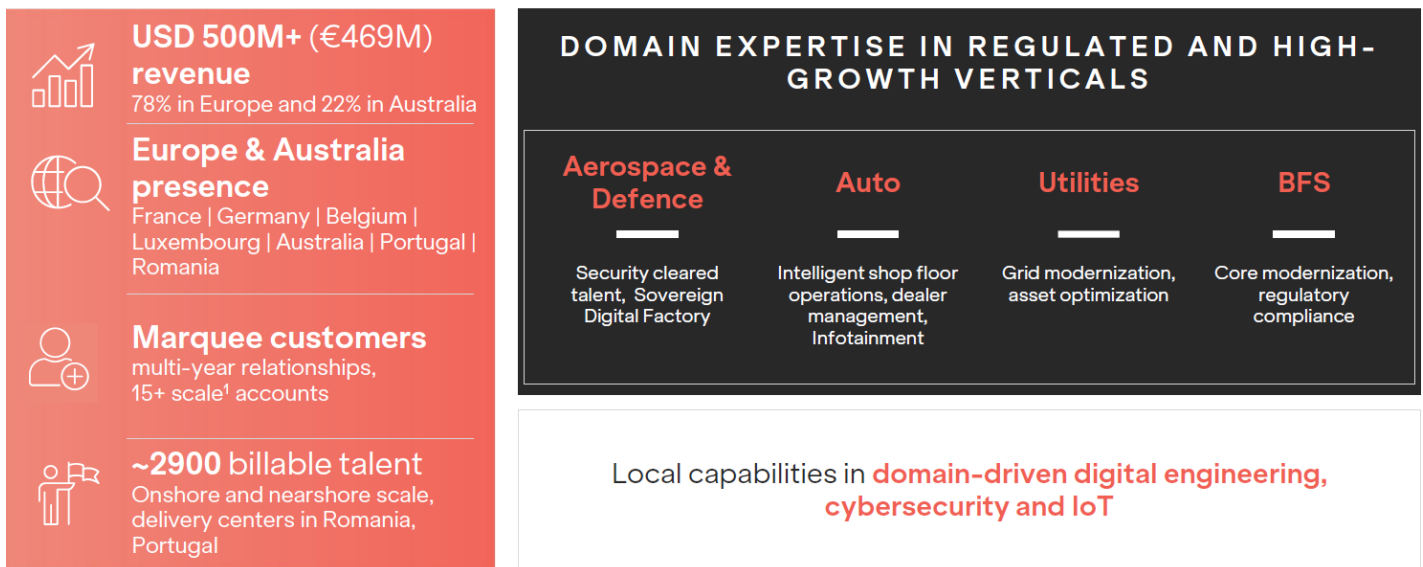 USD 500M+ (€469M)
revenue
78% in Europe and 22% in Australia
Europe & Australia
presence
France | Germany | Belgium |
Luxembourg | Australia | Portugal |
Romania
Marquee customers
multi-year relationships,
15+ scale¹ accounts
~2900 billable talent
Onshore and nearshore scale,
delivery centers in Romania,
Portugal
DOMAIN EXPERTISE IN REGULATED AND HIGH-
GROWTH VERTICALS
Aerospace &
Defence
Security cleared
talent, Sovereign
Digital Factory
Auto
Intelligent shop floor
operations, dealer
management,
Infotainment
Utilities
Grid modernization,
asset optimization
BFS
Core modernization,
regulatory
compliance
Local capabilities in domain-driven digital engineering,
cybersecurity and IoT